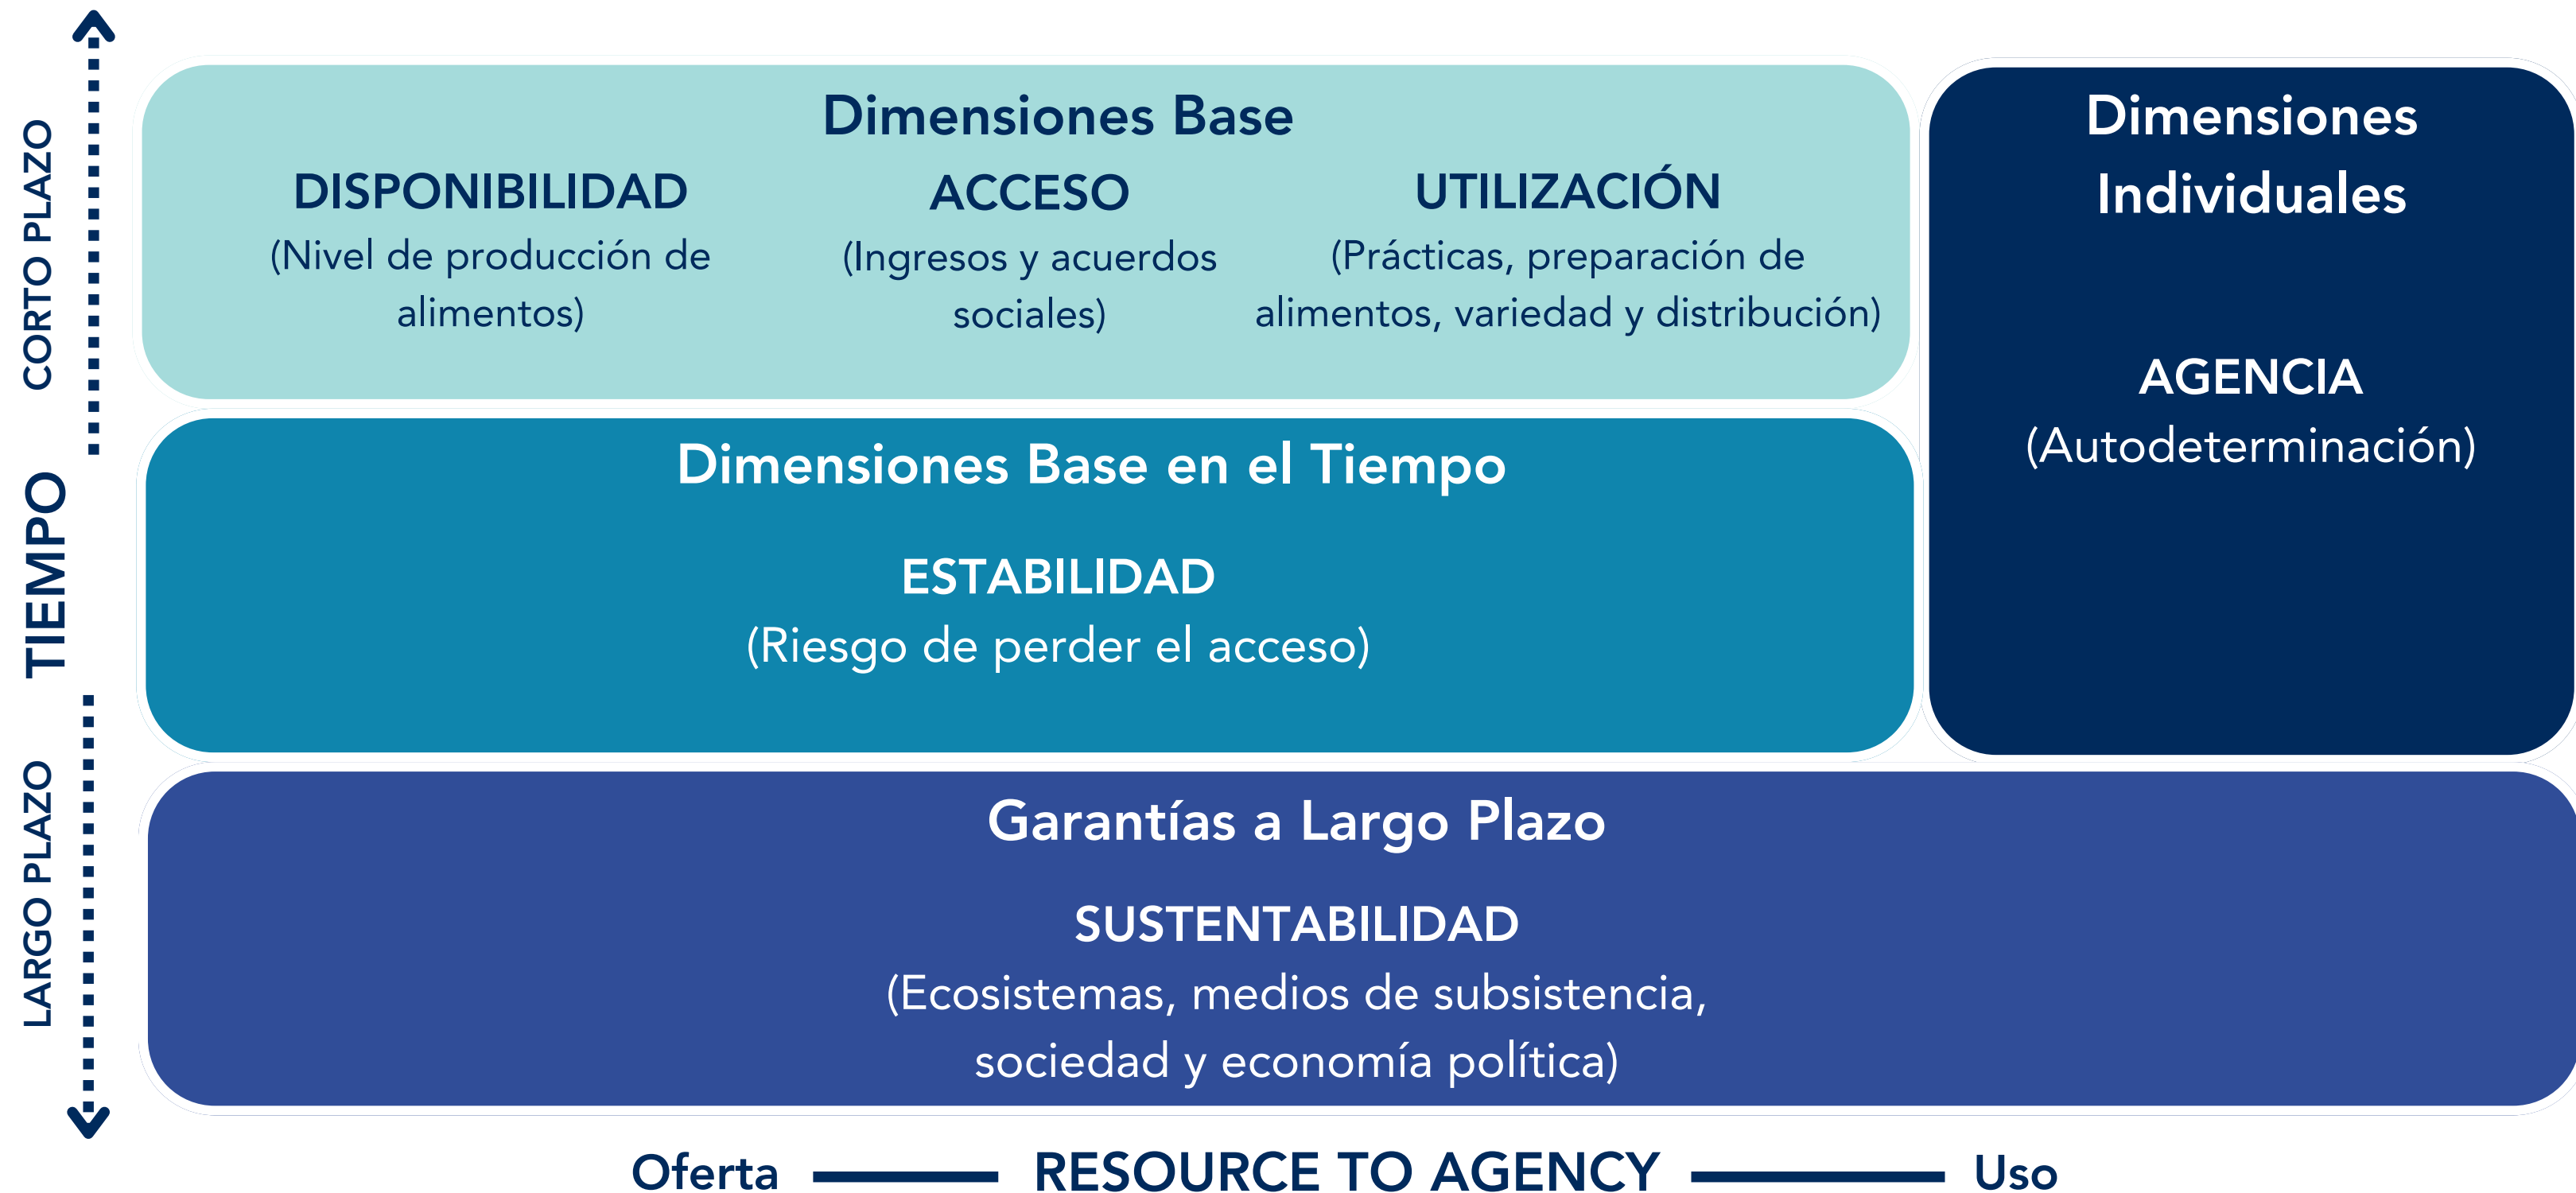 CORTO PLAZO
TIEMPO
LARGO PLAZO
Dimensiones Base
DISPONIBILIDAD
(Nivel de producción de
alimentos)
ACCESO
(Ingresos y acuerdos
sociales)
UTILIZACIÓN
(Prácticas, preparación de
alimentos, variedad y distribución)
Dimensiones
Individuales
AGENCIA
(Autodeterminación)
Dimensiones Base en el Tiempo
ESTABILIDAD
(Riesgo de perder el acceso)
Garantías a Largo Plazo
SUSTENTABILIDAD
(Ecosistemas, medios de subsistencia,
sociedad y economía política)
Oferta RESOURCE TO AGENCY Uso